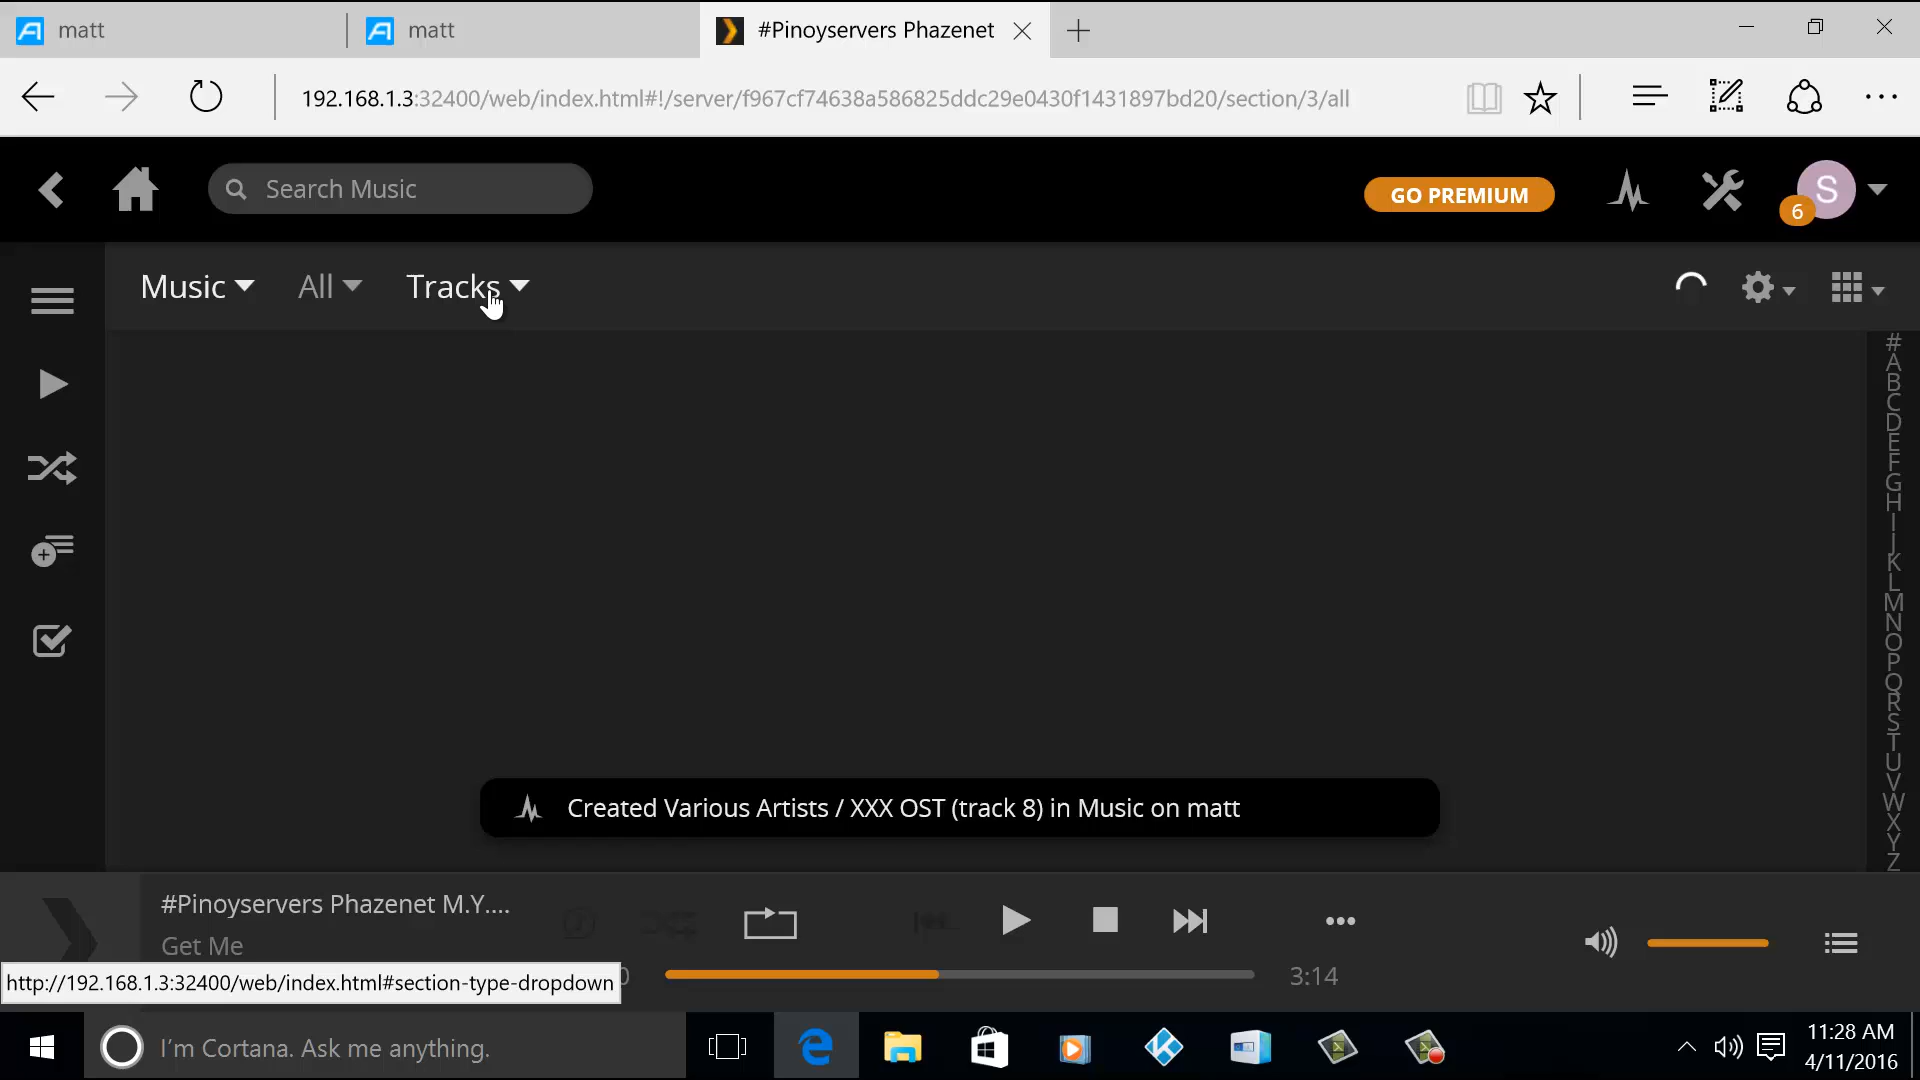 matt
matt
#Pinoyservers Phazenet
192.168.1.3:32400/web/index.html#!/server/f967cf74638a586825ddc29e0430f1431897bd20/section/3/all
Search Music
GO PREMIUM
S
6
Music
All
Tracks
#
A
B
C
D
E
F
G
H
I
J
K
L
M
N
O
P
Q
R
S
T
U
V
W
X
Y
Z
Created Various Artists / XXX OST (track 8) in Music on matt
#Pinoyservers Phazenet M.Y....
Get Me
0
3:14
http://192.168.1.3:32400/web/index.html#section-type-dropdown
I'm Cortana. Ask me anything.
11:28 AM
4/11/2016